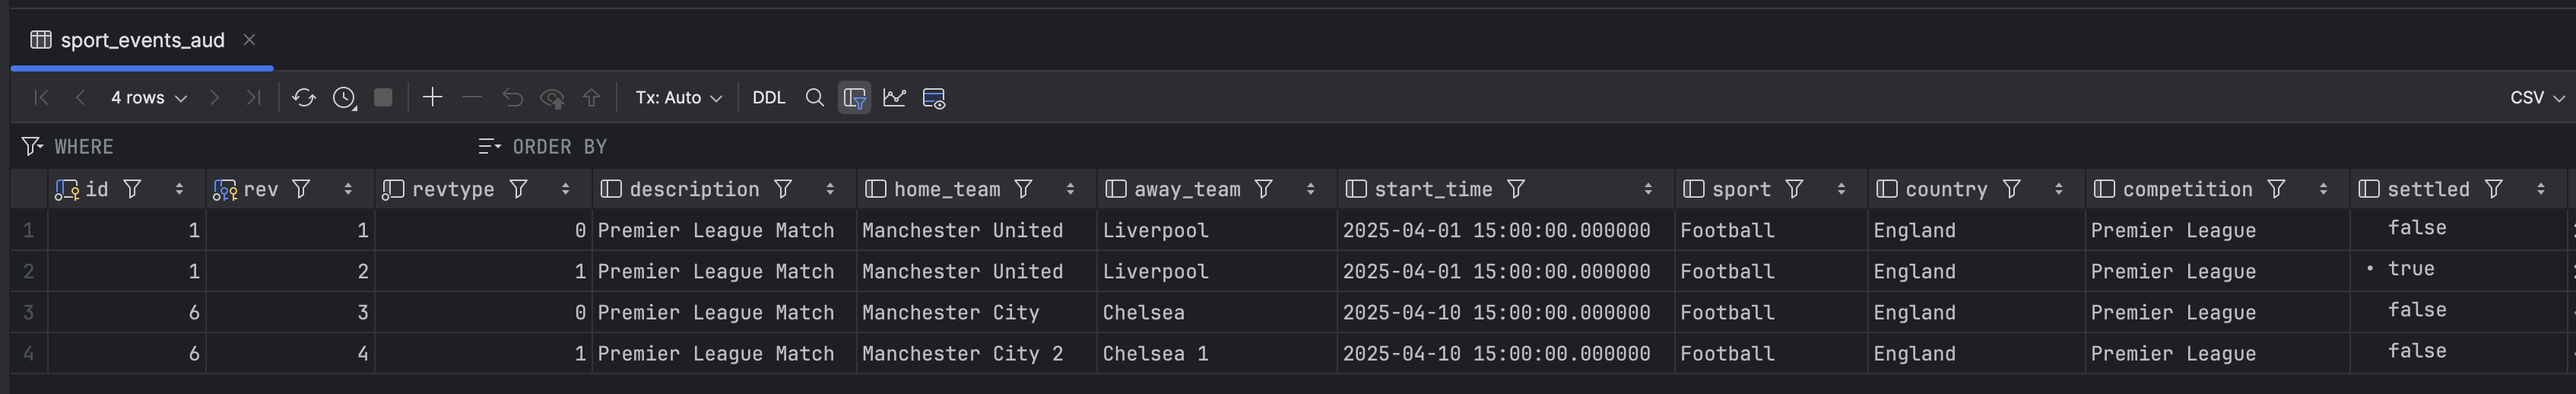 sport_events_aud
4 rows
Tx: Auto
DDL
CSV
WHERE
ORDER BY
id rev revtype description home_team away_team start_time sport country competition settled
1 1 1 0 Premier League Match Manchester United Liverpool 2025-04-01 15:00:00.000000 Football England Premier League false
2 1 2 1 Premier League Match Manchester United Liverpool 2025-04-01 15:00:00.000000 Football England Premier League • true
3 6 3 0 Premier League Match Manchester City Chelsea 2025-04-10 15:00:00.000000 Football England Premier League false
4 6 4 1 Premier League Match Manchester City 2 Chelsea 1 2025-04-10 15:00:00.000000 Football England Premier League false